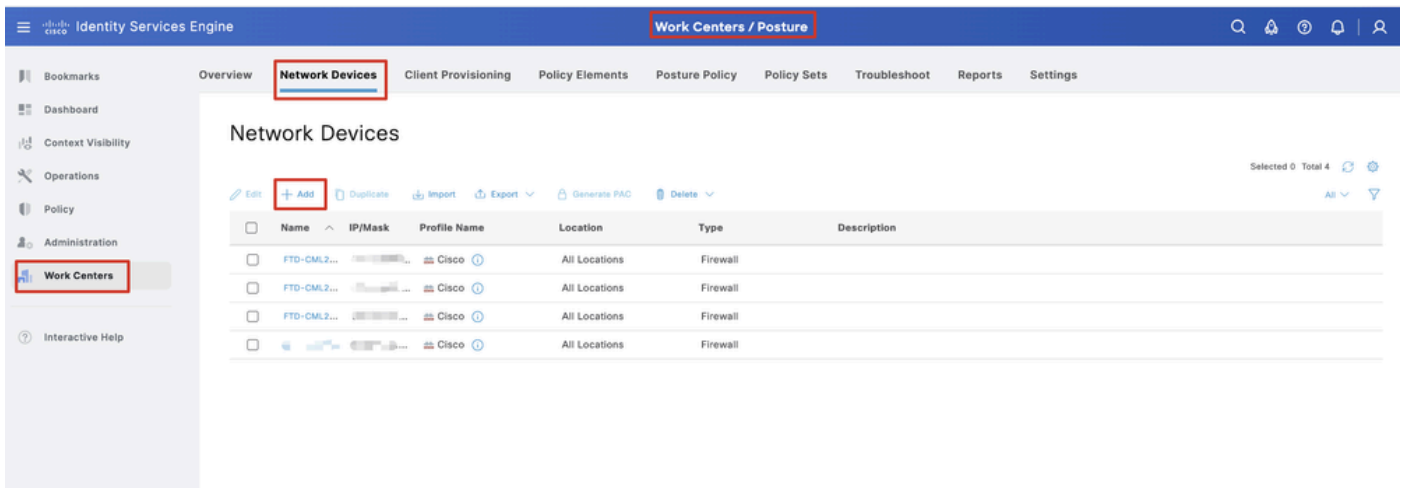 cisco Identity Services Engine
Work Centers / Posture
Bookmarks
Dashboard
Context Visibility
Operations
Policy
Administration
Work Centers
Interactive Help
Overview Network Devices Client Provisioning Policy Elements Posture Policy Policy Sets Troubleshoot Reports Settings
Network Devices
Selected 0 Total 4
Edit Add Duplicate Import Export Generate PAC Delete All
Name IP/Mask Profile Name Location Type Description
FTD-CML2... ... Cisco All Locations Firewall
FTD-CML2... ... Cisco All Locations Firewall
FTD-CML2... ... Cisco All Locations Firewall
... Cisco All Locations Firewall